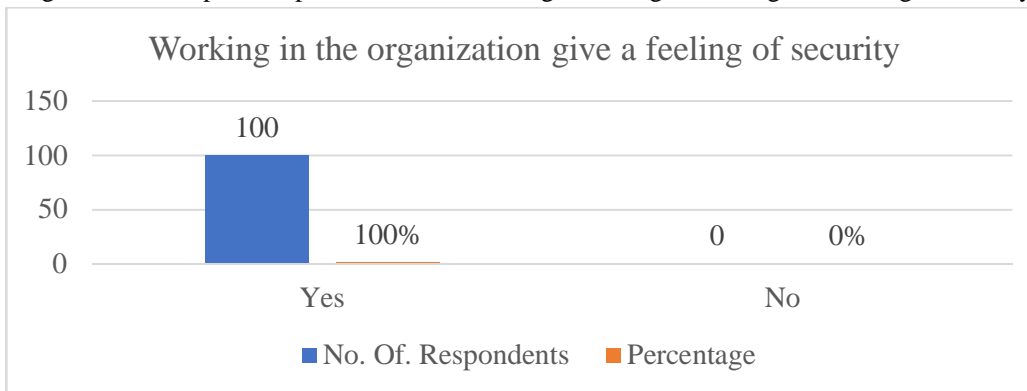 Working in the organization give a feeling of security
150
100
50
0
100
100%
0
0%
Yes
No
No. Of. Respondents
Percentage